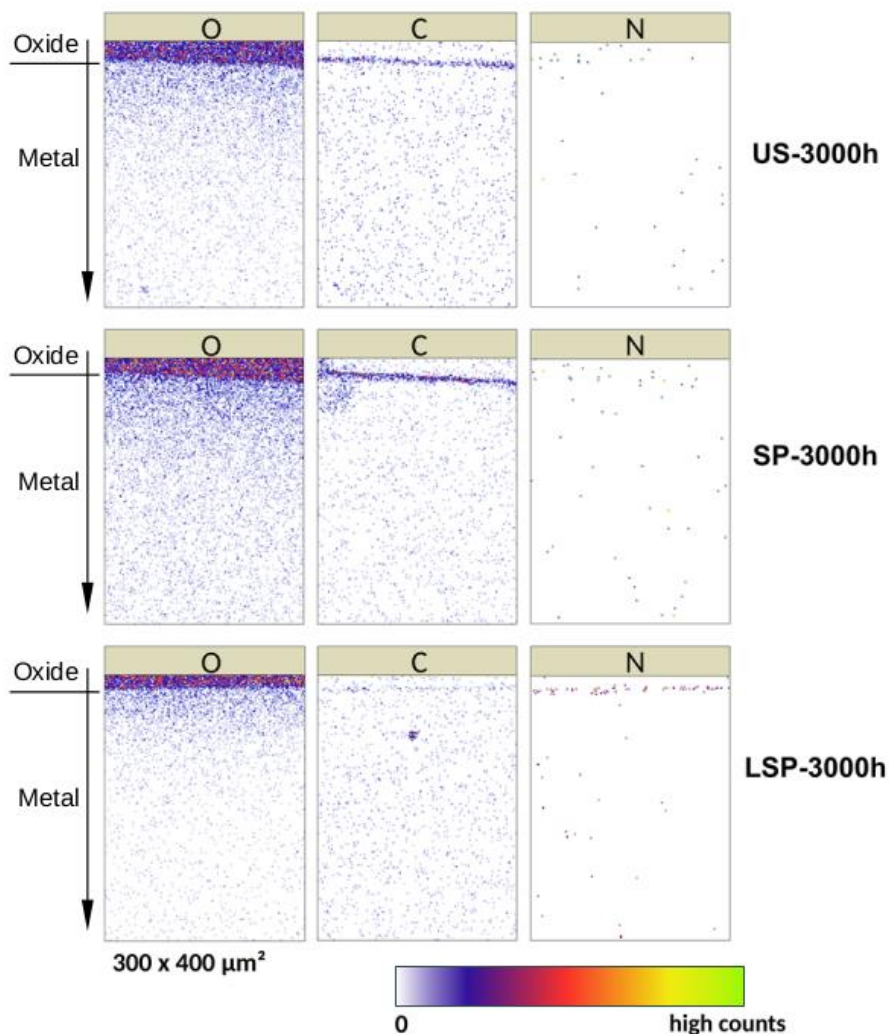 O C N
Oxide
Metal
US-3000h
O C N
Oxide
Metal
SP-3000h
O C N
Oxide
Metal
LSP-3000h
300 x 400 µm²
0 high counts